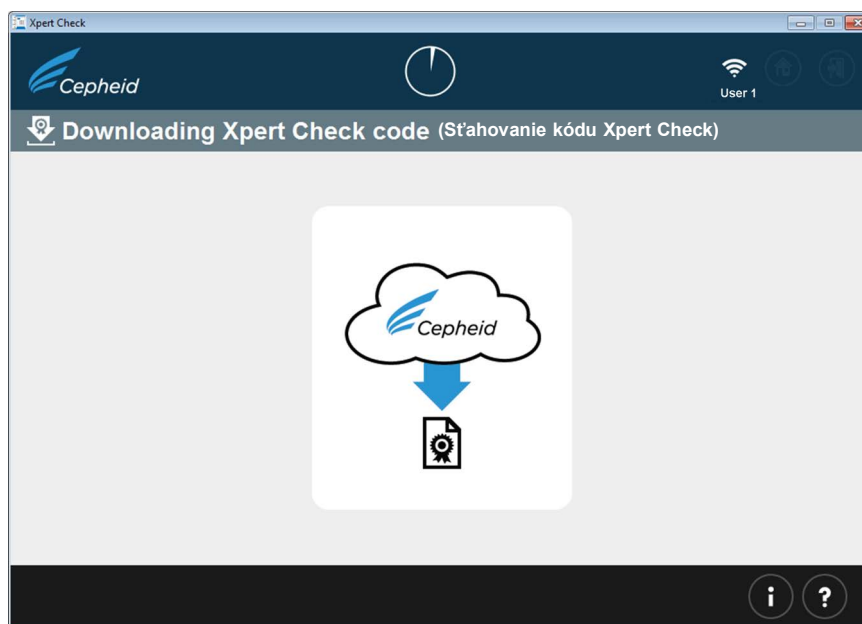 Xpert Check
Cepheid
User 1
Downloading Xpert Check code (Sťahovanie kódu Xpert Check)
Cepheid
i ?